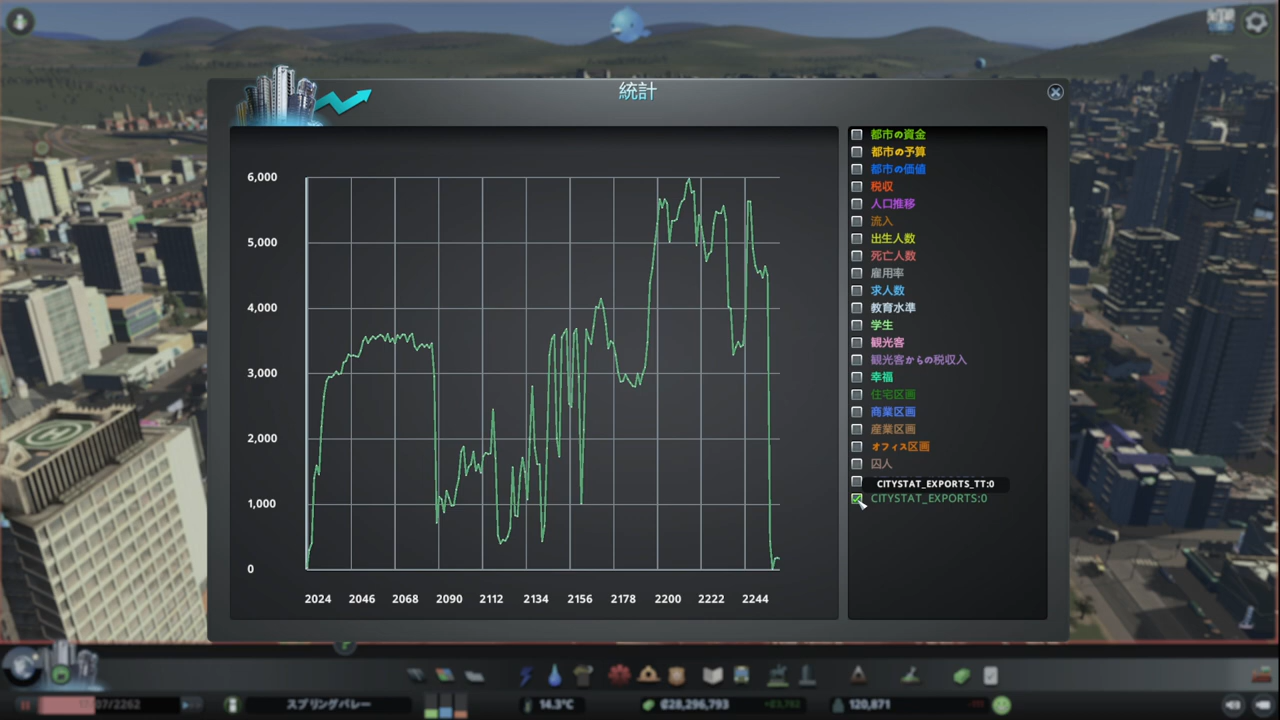 統計
6,000
5,000
4,000
3,000
2,000
1,000
0
2024 2046 2068 2090 2112 2134 2156 2178 2200 2222 2244
都市の資金
都市の予算
都市の価値
税収
人口推移
流入
出生人数
死亡人数
雇用率
求人数
教育水準
学生
観光客
観光客からの税収入
幸福
住宅区画
商業区画
産業区画
オフィス区画
囚人
CITYSTAT_EXPORTS_TT:0
CITYSTAT_EXPORTS:0
/07/2262
スプリングバレー
14.3°C
₡28,296,793
120,871